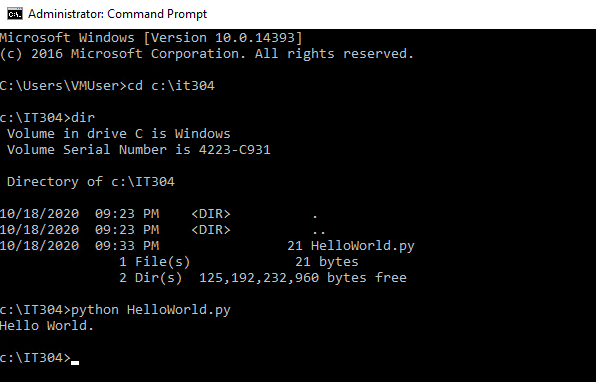 Administrator: Command Prompt
Microsoft Windows [Version 10.0.14393]
(c) 2016 Microsoft Corporation. All rights reserved.
C:\Users\VMUser>cd c:\it304
c:\IT304>dir
 Volume in drive C is Windows
 Volume Serial Number is 4223-C931
 Directory of c:\IT304
10/18/2020  09:23 PM    <DIR>          .
10/18/2020  09:23 PM    <DIR>          ..
10/18/2020  09:33 PM                21 HelloWorld.py
               1 File(s)             21 bytes
               2 Dir(s)  125,192,232,960 bytes free
c:\IT304>python HelloWorld.py
Hello World.
c:\IT304>